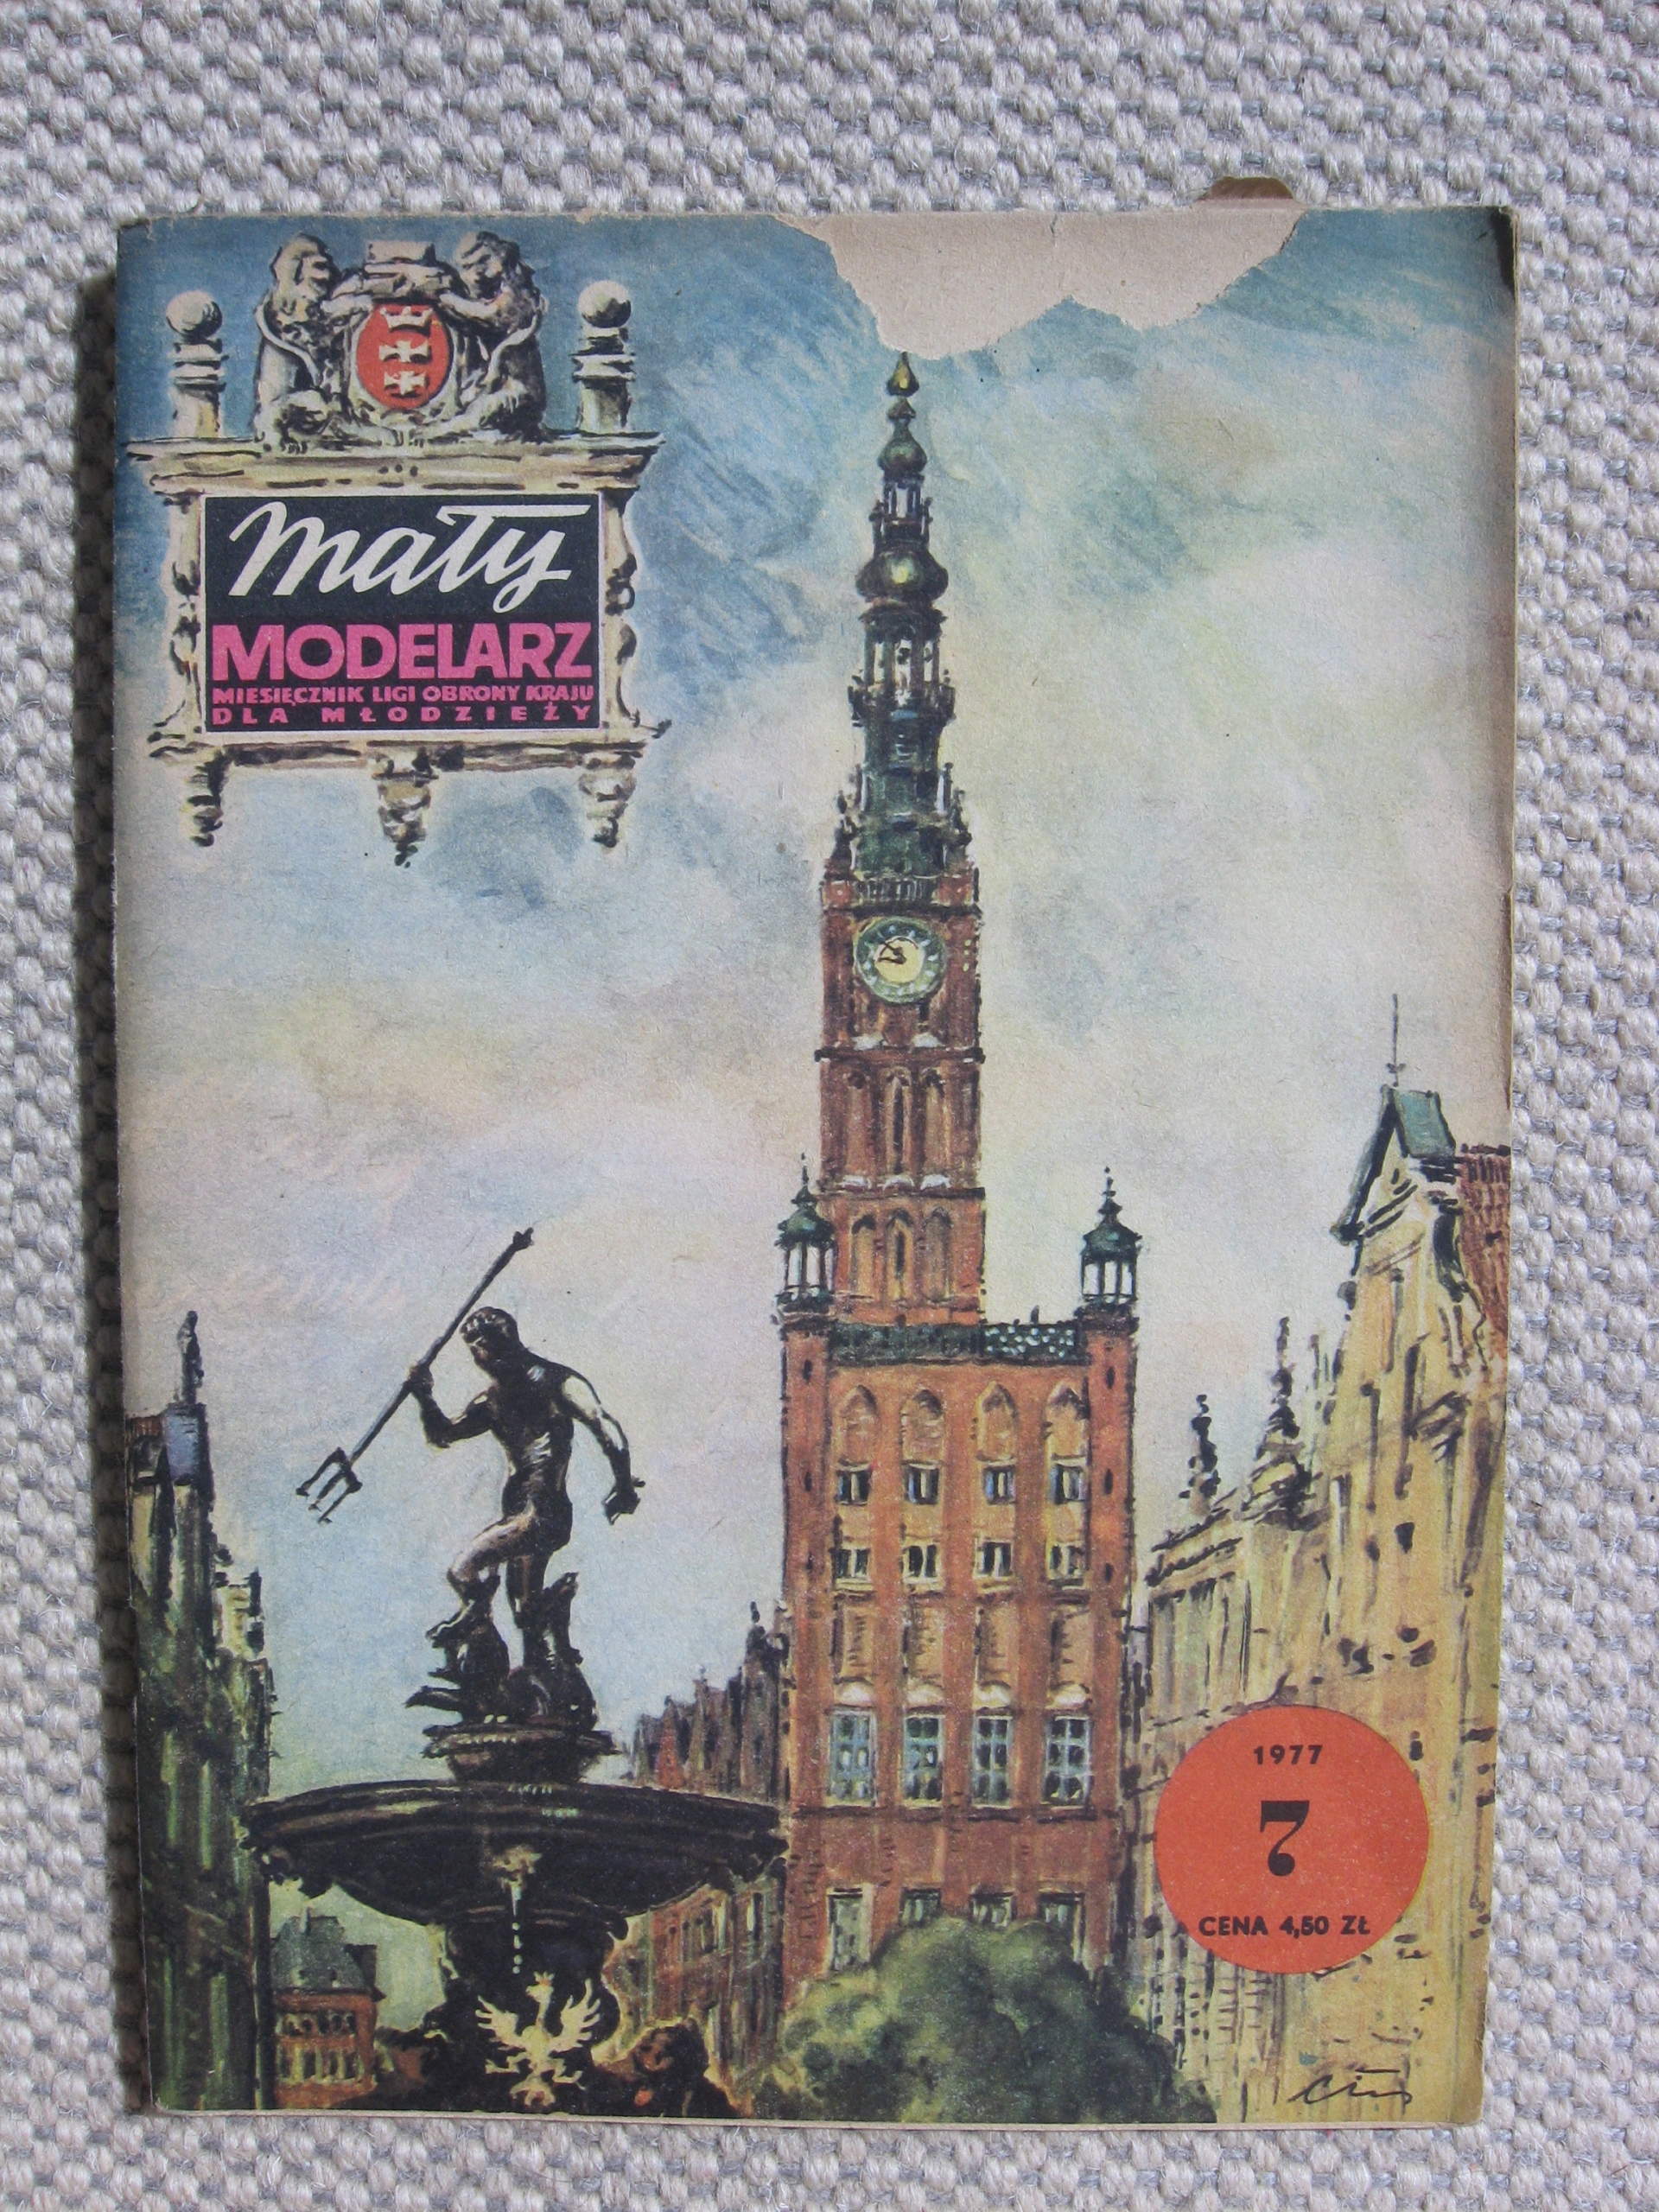 mały
MODELARZ
MIESIĘCZNIK LIGI OBRONY KRAJU
DLA MŁODZIEŻY
1977
7
CENA 4,50 ZŁ